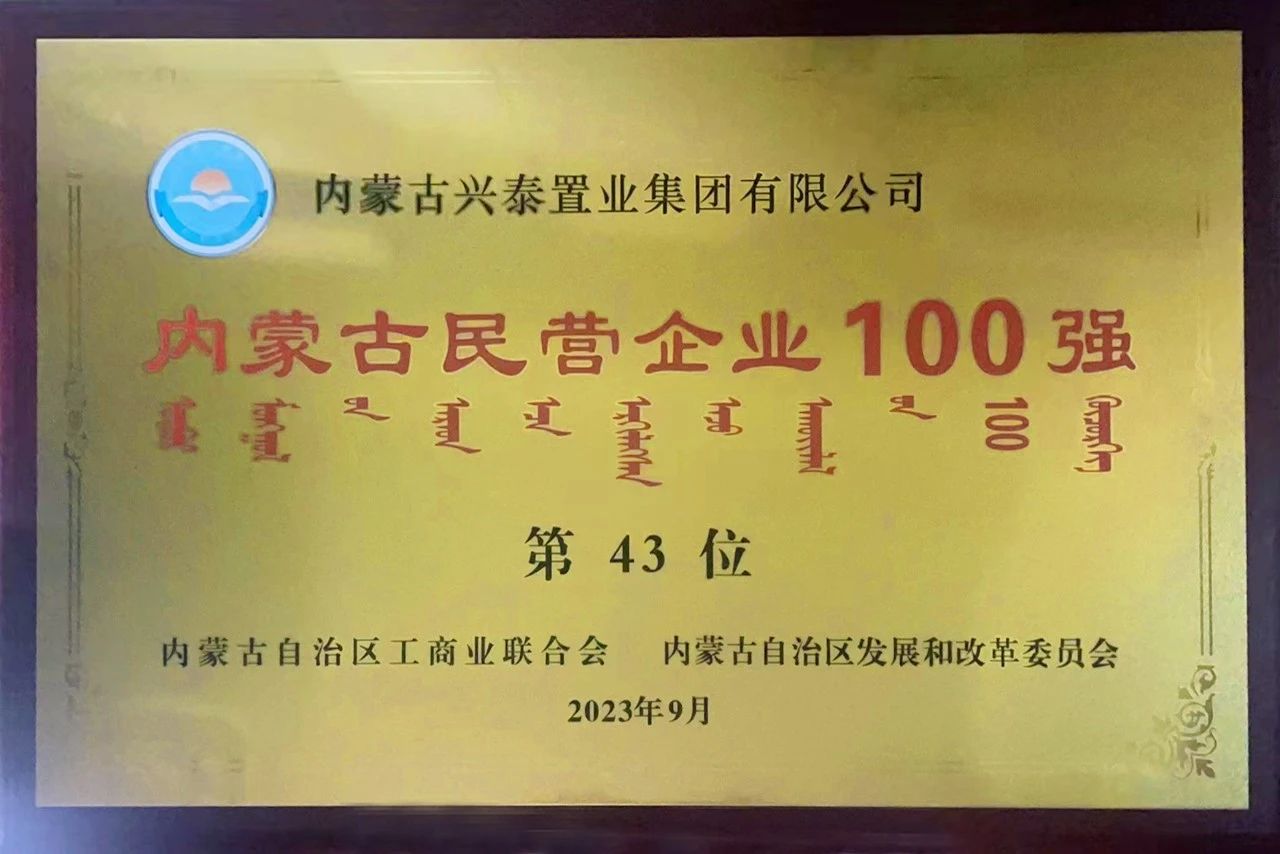 内蒙古兴泰置业集团有限公司
内蒙古民营企业100强
100
第 43 位
内蒙古自治区工商业联合会 内蒙古自治区发展和改革委员会
2023年9月